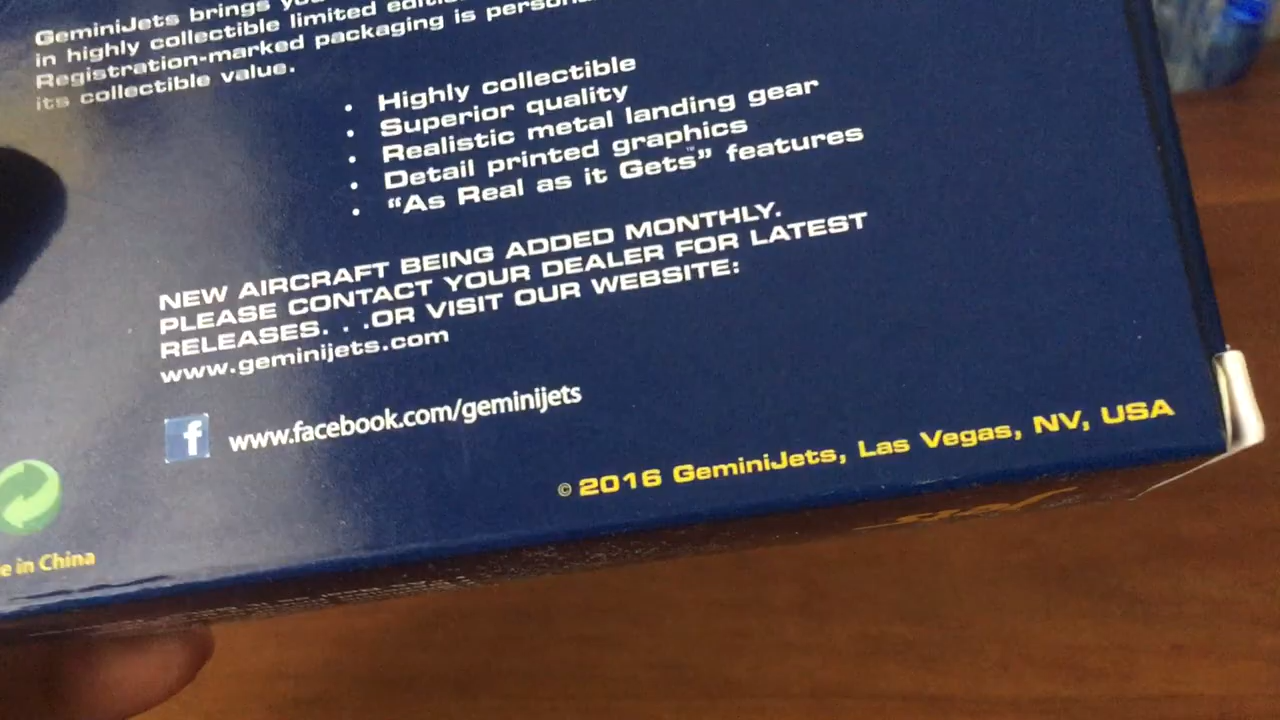 GeminiJets brings
in highly collectible limited
Registration-marked packaging is
its collectible value.
• Highly collectible
• Superior quality
• Realistic metal landing gear
• Detail printed graphics
• “As Real as it Gets™” features
NEW AIRCRAFT BEING ADDED MONTHLY.
PLEASE CONTACT YOUR DEALER FOR LATEST
RELEASES. . .OR VISIT OUR WEBSITE:
www.geminijets.com
f www.facebook.com/geminijets
© 2016 GeminiJets, Las Vegas, NV, USA
in China